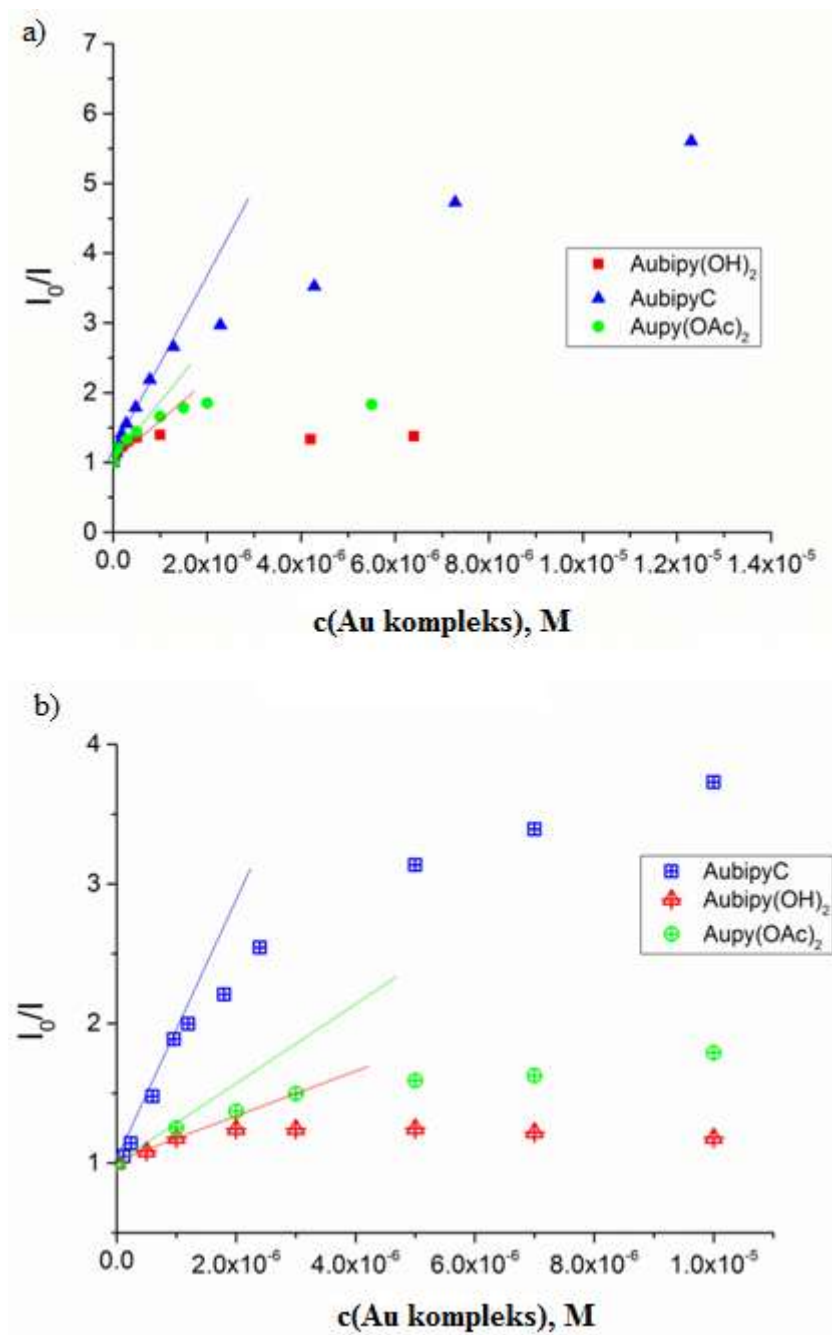 a)
7
6
5
4
3
2
1
0
I₀/I
Aubipy(OH)₂
AubipyC
Aupy(OAc)₂
0.0 2.0x10⁻⁶ 4.0x10⁻⁶ 6.0x10⁻⁶ 8.0x10⁻⁶ 1.0x10⁻⁵ 1.2x10⁻⁵ 1.4x10⁻⁵
c(Au kompleks), M
b)
4
3
2
1
I₀/I
AubipyC
Aubipy(OH)₂
Aupy(OAc)₂
0.0 2.0x10⁻⁶ 4.0x10⁻⁶ 6.0x10⁻⁶ 8.0x10⁻⁶ 1.0x10⁻⁵
c(Au kompleks), M